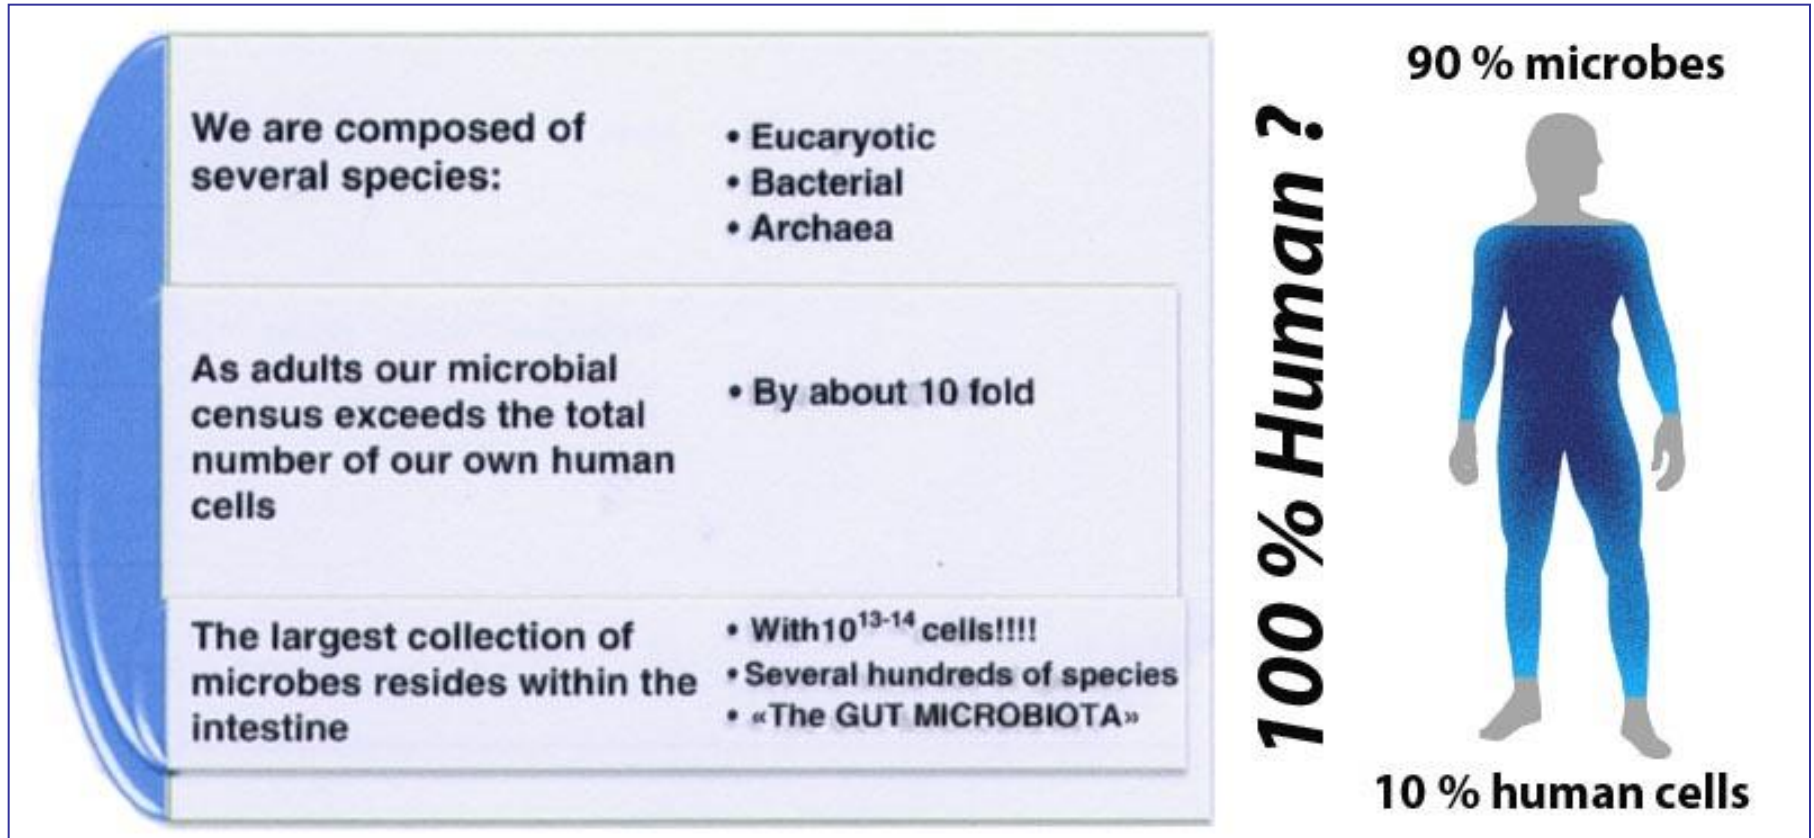 We are composed of
several species:
• Eucaryotic
• Bacterial
• Archaea
As adults our microbial
census exceeds the total
number of our own human
cells
• By about 10 fold
The largest collection of
microbes resides within the
intestine
• With10¹³⁻¹⁴ cells!!!!
• Several hundreds of species
• «The GUT MICROBIOTA»
100 % Human ?
90 % microbes
10 % human cells